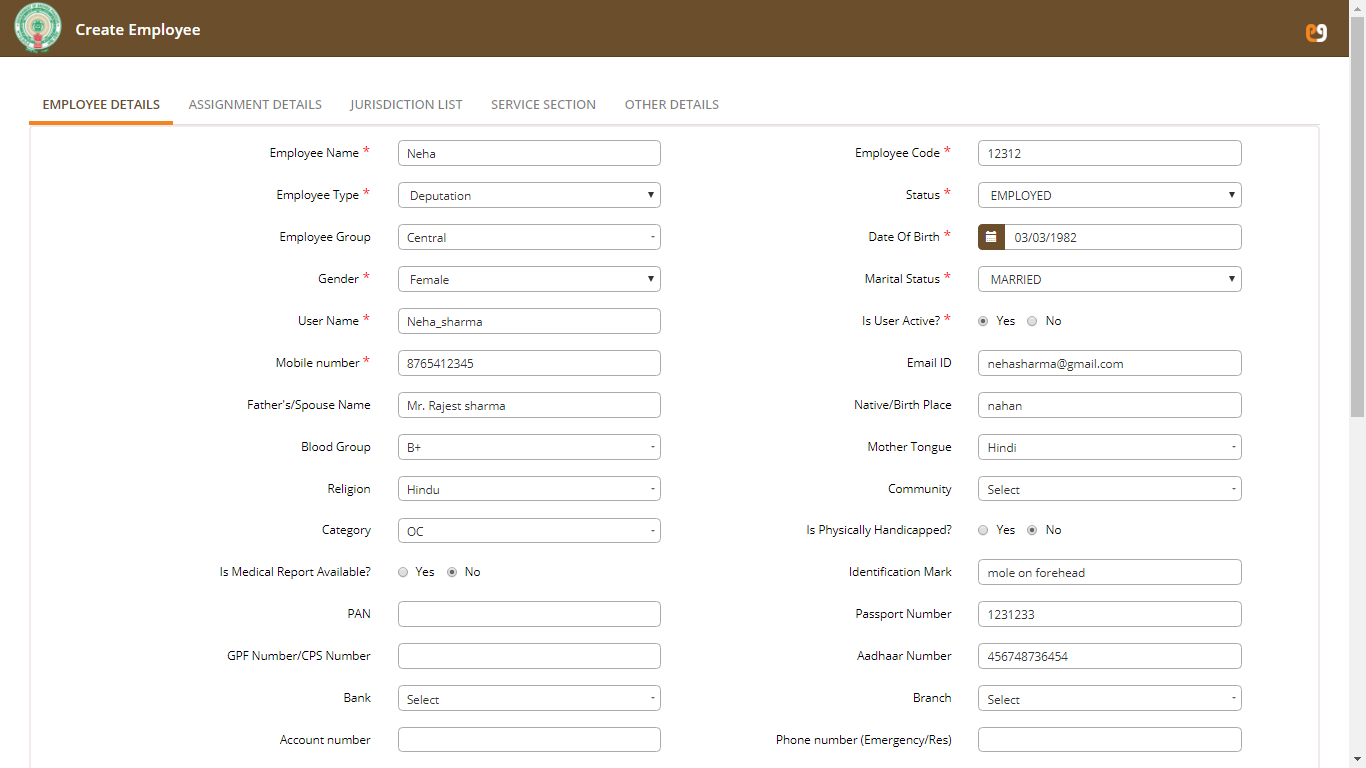 Create Employee
EMPLOYEE DETAILS ASSIGNMENT DETAILS JURISDICTION LIST SERVICE SECTION OTHER DETAILS
Employee Name * Neha Employee Code * 12312
Employee Type * Deputation Status * EMPLOYED
Employee Group Central Date Of Birth * 03/03/1982
Gender * Female Marital Status * MARRIED
User Name * Neha_sharma Is User Active? * Yes No
Mobile number * 8765412345 Email ID nehasharma@gmail.com
Father's/Spouse Name Mr. Rajest sharma Native/Birth Place nahan
Blood Group B+ Mother Tongue Hindi
Religion Hindu Community Select
Category OC Is Physically Handicapped? Yes No
Is Medical Report Available? Yes No Identification Mark mole on forehead
PAN Passport Number 1231233
GPF Number/CPS Number Aadhaar Number 456748736454
Bank Select Branch Select
Account number Phone number (Emergency/Res)